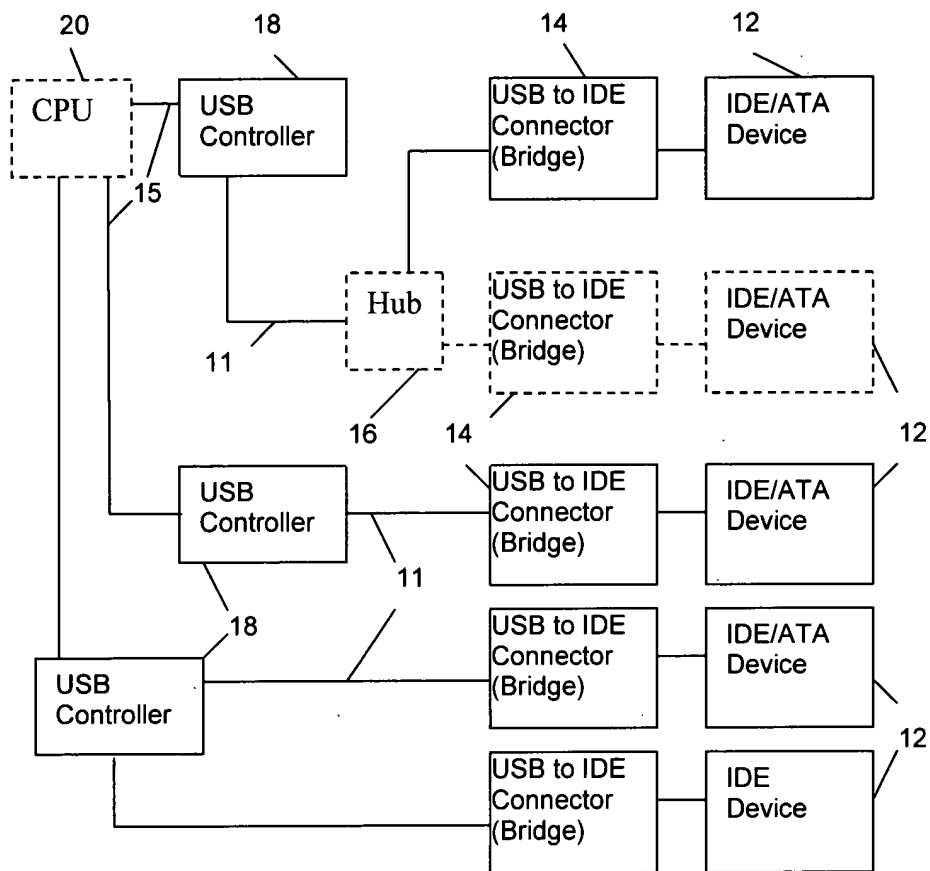 20
18
14
12
CPU
USB
Controller
USB to IDE
Connector
(Bridge)
IDE/ATA
Device
15
Hub
USB to IDE
Connector
(Bridge)
IDE/ATA
Device
11
16
14
12
USB
Controller
USB to IDE
Connector
(Bridge)
IDE/ATA
Device
11
18
USB
Controller
USB to IDE
Connector
(Bridge)
IDE/ATA
Device
12
USB to IDE
Connector
(Bridge)
IDE
Device